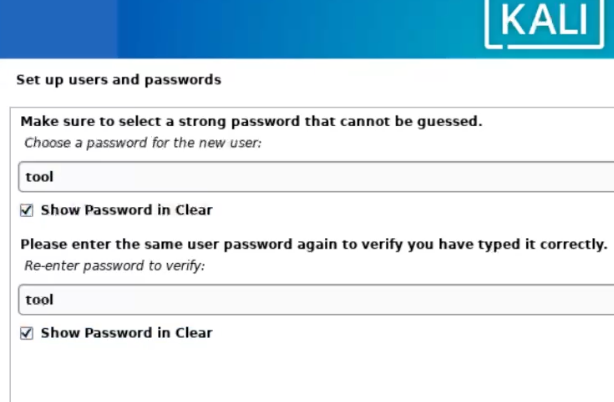 KALI
Set up users and passwords
Make sure to select a strong password that cannot be guessed.
Choose a password for the new user:
tool
Show Password in Clear
Please enter the same user password again to verify you have typed it correctly.
Re-enter password to verify:
tool
Show Password in Clear